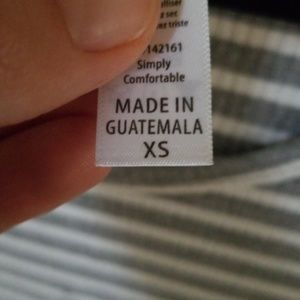 142161
Simply
Comfortable
MADE IN
GUATEMALA
XS